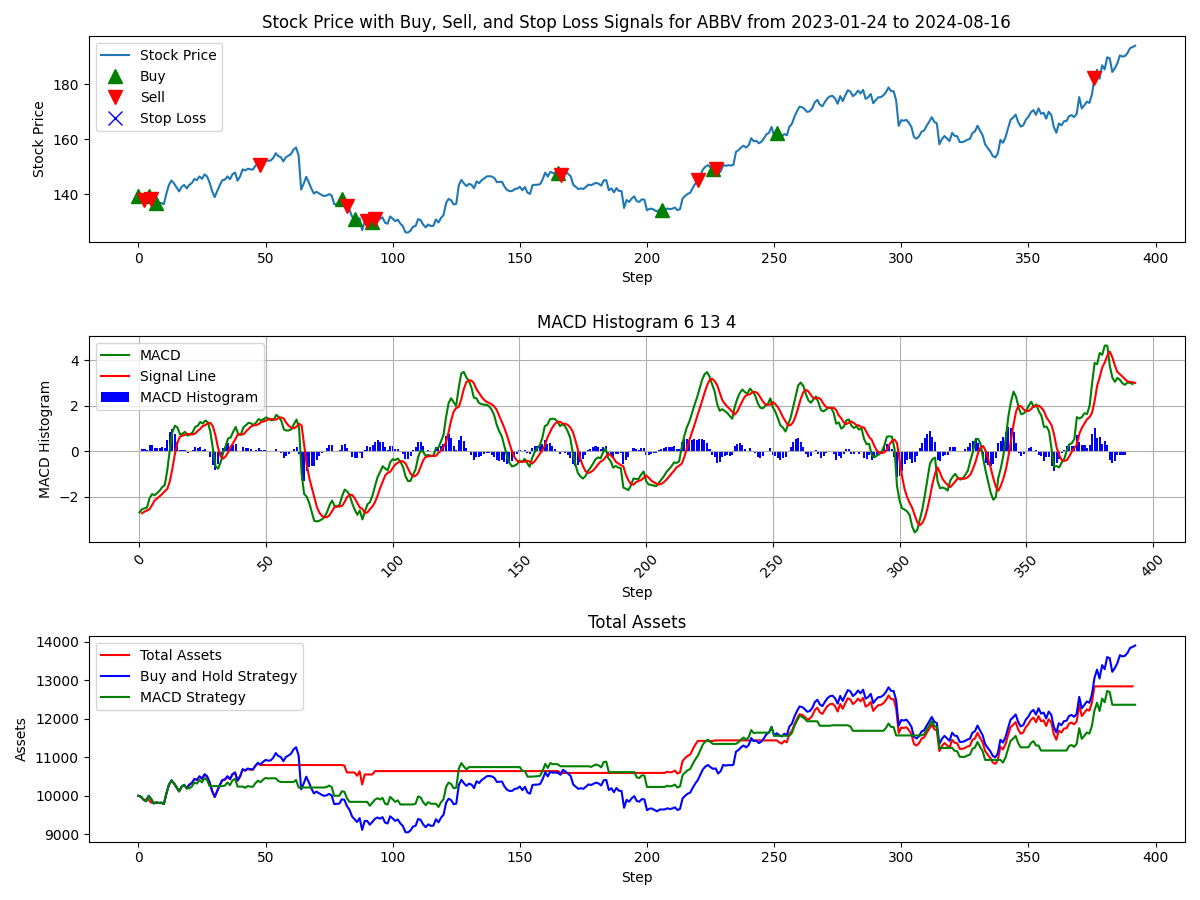 Stock Price with Buy, Sell, and Stop Loss Signals for ABBV from 2023-01-24 to 2024-08-16
Stock Price
Buy
Sell
Stop Loss
Stock Price
180
160
140
0 50 100 150 200 250 300 350 400
Step
MACD Histogram 6 13 4
MACD
Signal Line
MACD Histogram
MACD Histogram
4
2
0
−2
0 50 100 150 200 250 300 350 400
Step
Total Assets
Total Assets
Buy and Hold Strategy
MACD Strategy
Assets
14000
13000
12000
11000
10000
9000
0 50 100 150 200 250 300 350 400
Step